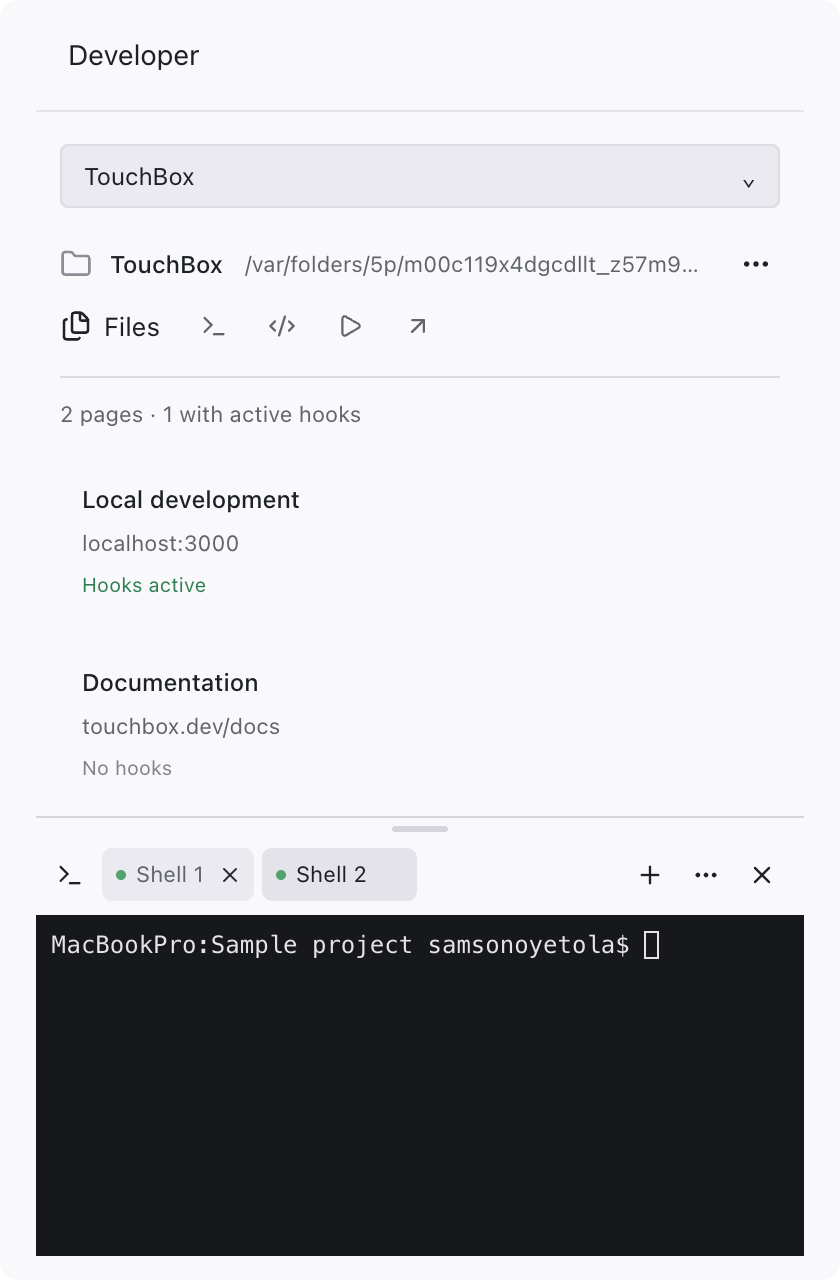 Developer
TouchBox
TouchBox /var/folders/5p/m00c119x4dgcdllt_z57m9...
Files
2 pages · 1 with active hooks
Local development
localhost:3000
Hooks active
Documentation
touchbox.dev/docs
No hooks
Shell 1 Shell 2
MacBookPro:Sample project samsonoyetola$